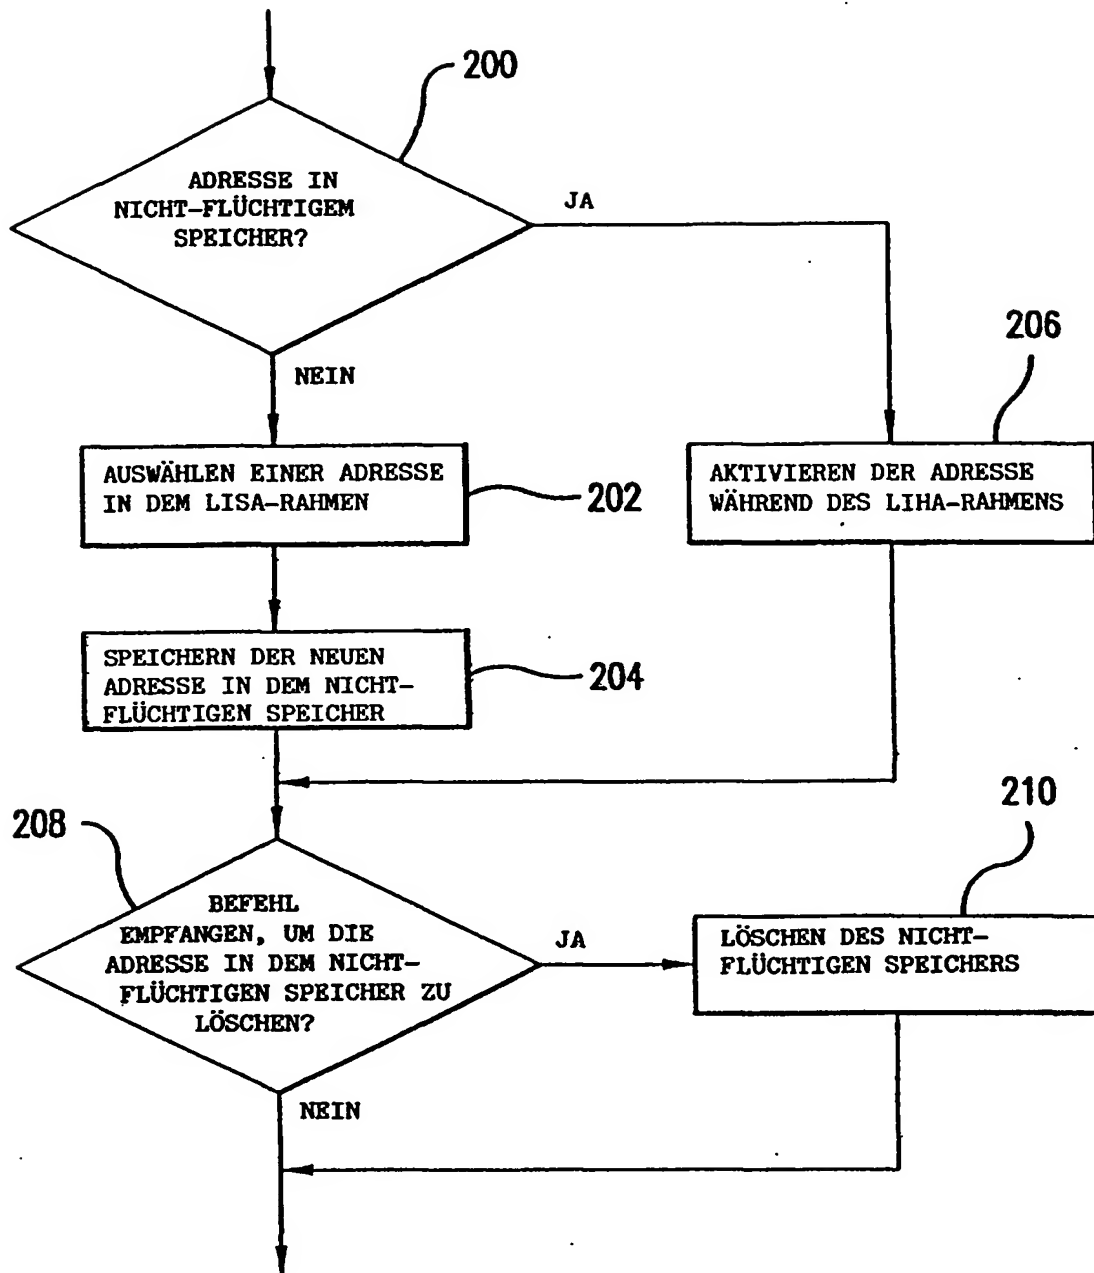 200
ADRESSE IN
NICHT-FLÜCHTIGEM
SPEICHER?
JA
NEIN
206
AUSWÄHLEN EINER ADRESSE
IN DEM LISA-RAHMEN
202
AKTIVIEREN DER ADRESSE
WÄHREND DES LIHA-RAHMENS
SPEICHERN DER NEUEN
ADRESSE IN DEM NICHT-
FLÜCHTIGEN SPEICHER
204
208
BEFEHL
EMPFANGEN, UM DIE
ADRESSE IN DEM NICHT-
FLÜCHTIGEN SPEICHER ZU
LÖSCHEN?
JA
NEIN
210
LÖSCHEN DES NICHT-
FLÜCHTIGEN SPEICHERS